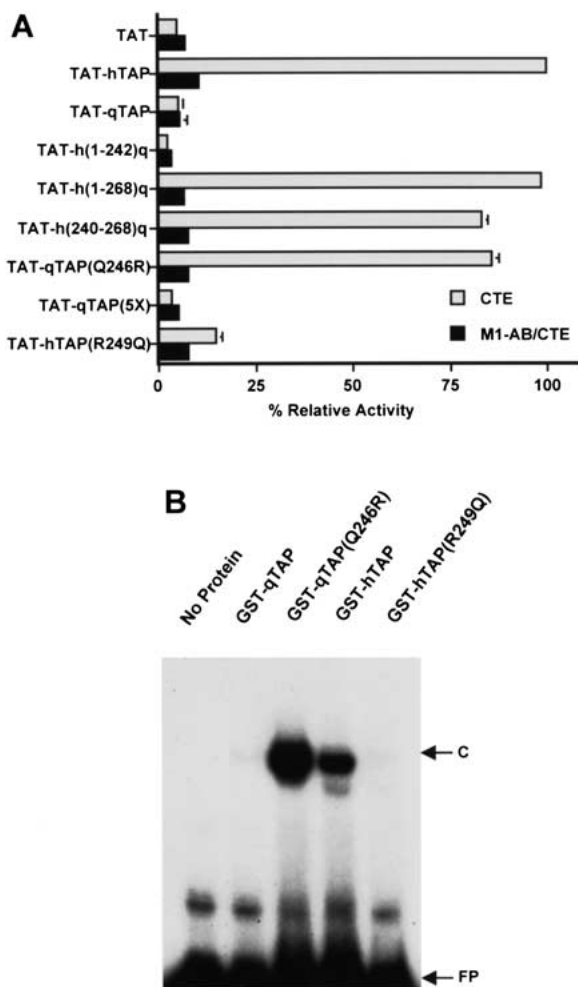 A
TAT
TAT-hTAP
TAT-qTAP
TAT-h(1-242)q
TAT-h(1-268)q
TAT-h(240-268)q
TAT-qTAP(Q246R)
TAT-qTAP(5X)
TAT-hTAP(R249Q)
CTE
M1-AB/CTE
0 25 50 75 100
% Relative Activity
B
No Protein
GST-qTAP
GST-qTAP(Q246R)
GST-hTAP
GST-hTAP(R249Q)
C
FP